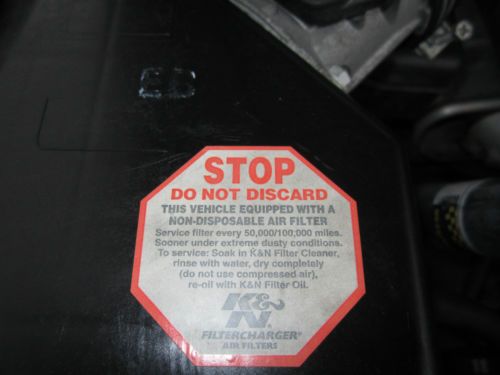 STOP
DO NOT DISCARD
THIS VEHICLE EQUIPPED WITH A
NON-DISPOSABLE AIR FILTER
Service filter every 50,000/100,000 miles.
Sooner under extreme dusty conditions.
To service: Soak in K&N Filter Cleaner,
rinse with water, dry completely
(do not use compressed air),
re-oil with K&N Filter Oil.
K&N
FILTERCHARGER®
AIR FILTERS